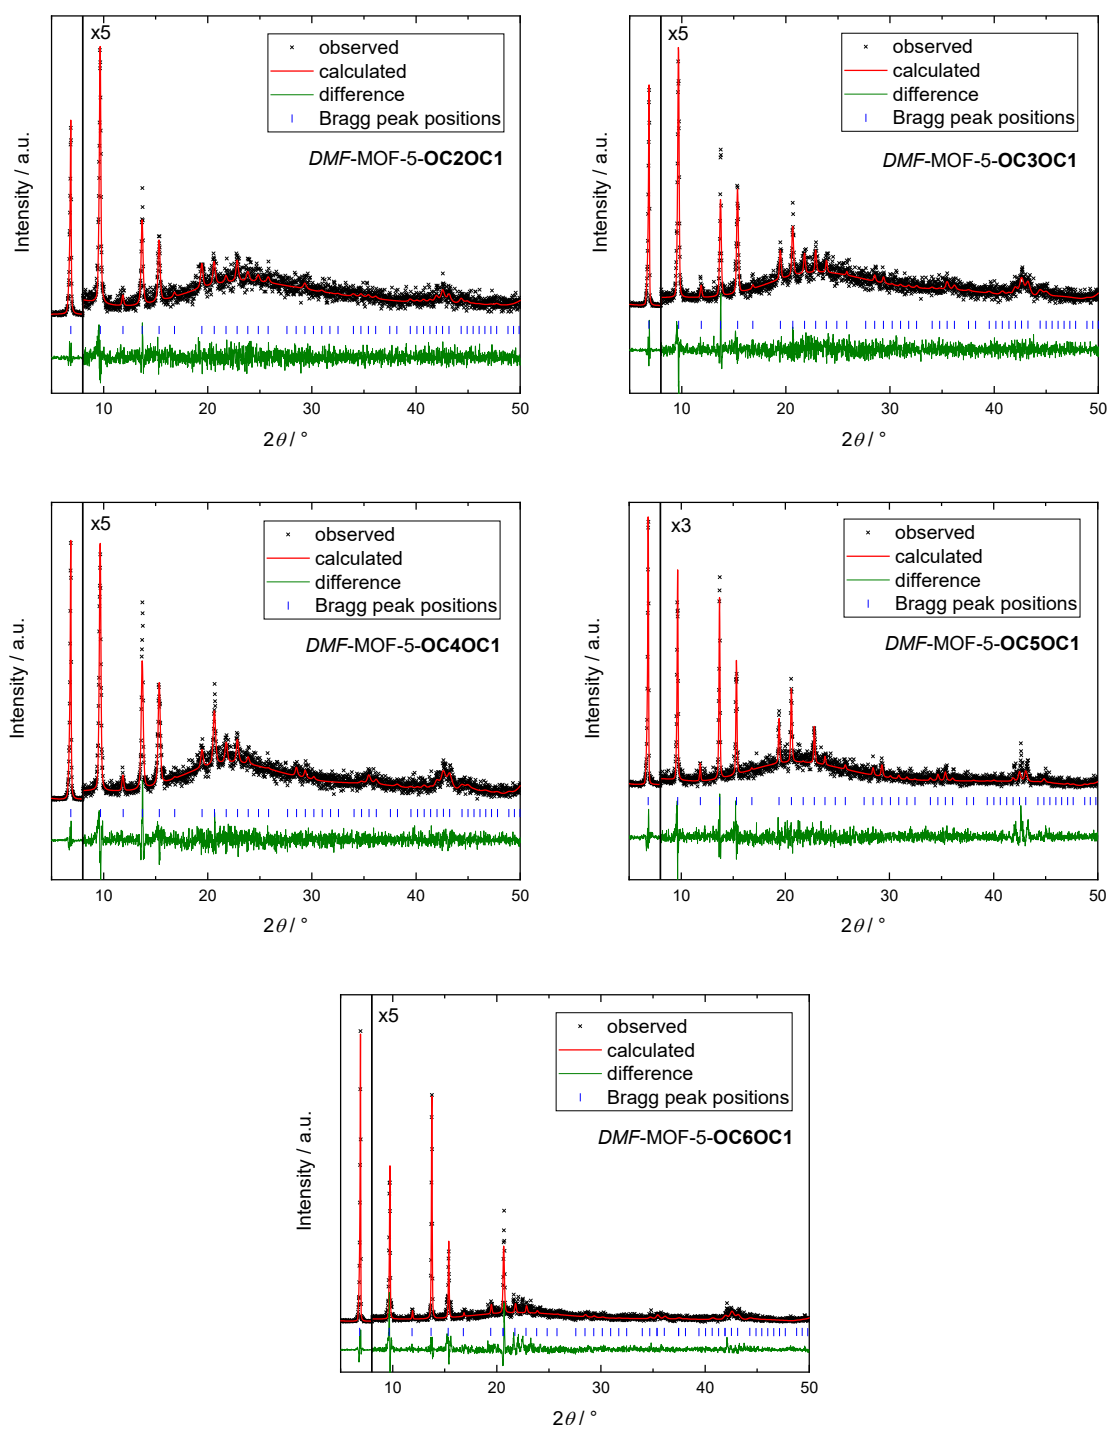 x5
observed
calculated
difference
Bragg peak positions
DMF-MOF-5-OC2OC1
Intensity / a.u.
10 20 30 40 50
2θ / °
x5
observed
calculated
difference
Bragg peak positions
DMF-MOF-5-OC3OC1
Intensity / a.u.
10 20 30 40 50
2θ / °
x5
observed
calculated
difference
Bragg peak positions
DMF-MOF-5-OC4OC1
Intensity / a.u.
10 20 30 40 50
2θ / °
x3
observed
calculated
difference
Bragg peak positions
DMF-MOF-5-OC5OC1
Intensity / a.u.
10 20 30 40 50
2θ / °
x5
observed
calculated
difference
Bragg peak positions
DMF-MOF-5-OC6OC1
Intensity / a.u.
10 20 30 40 50
2θ / °